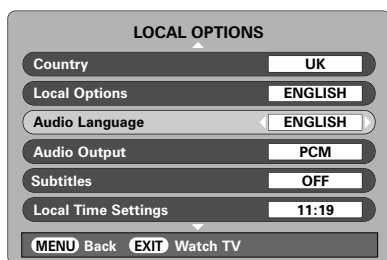 LOCAL OPTIONS
Country UK
Local Options ENGLISH
Audio Language ENGLISH
Audio Output PCM
Subtitles OFF
Local Time Settings 11:19
MENU Back EXIT Watch TV